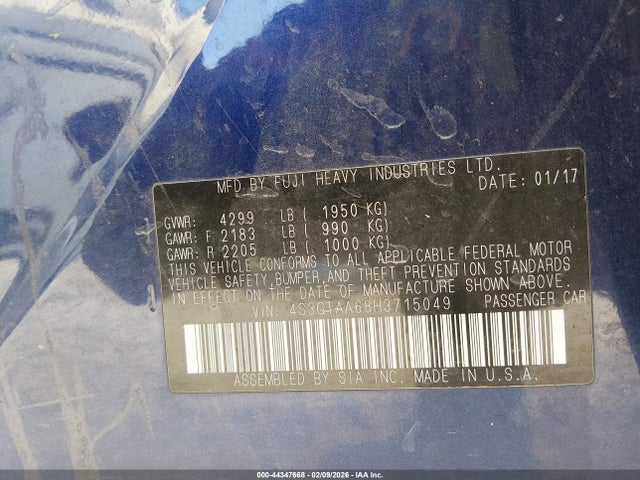 MFD.BY FUJI HEAVY INDUSTRIES LTD.
DATE: 01/17
GVWR: 4299 LB ( 1950 KG)
GAWR: F 2183 LB ( 990 KG)
GAWR: R 2205 LB ( 1000 KG)
THIS VEHICLE CONFORMS TO ALL APPLICABLE FEDERAL MOTOR
VEHICLE SAFETY,BUMPER,AND THEFT PREVENTION STANDARDS
IN EFFECT ON THE DATE OF MANUFACTURE SHOWN ABOVE.
VIN: 4S3GTAA68H3715049 PASSENGER CAR
ASSEMBLED BY SIA INC. MADE IN U.S.A.
000-44347668 - 02/09/2026 - IAA Inc.